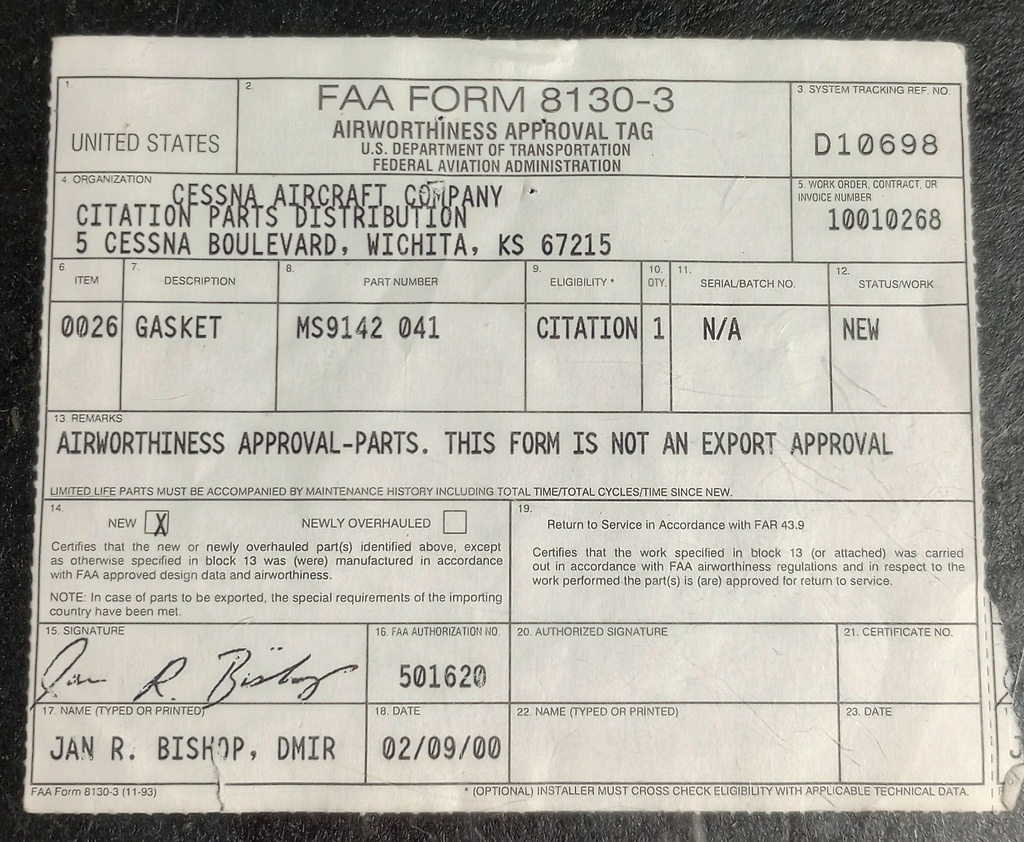 1.
UNITED STATES
2.
FAA FORM 8130-3
AIRWORTHINESS APPROVAL TAG
U.S. DEPARTMENT OF TRANSPORTATION
FEDERAL AVIATION ADMINISTRATION
3. SYSTEM TRACKING REF. NO.
D10698
4. ORGANIZATION
CESSNA AIRCRAFT COMPANY
CITATION PARTS DISTRIBUTION
5 CESSNA BOULEVARD, WICHITA, KS 67215
5. WORK ORDER, CONTRACT, OR
INVOICE NUMBER
10010268
6. ITEM
7. DESCRIPTION
8. PART NUMBER
9. ELIGIBILITY *
10. QTY.
11. SERIAL/BATCH NO.
12. STATUS/WORK
0026 GASKET MS9142 041 CITATION 1 N/A NEW
13. REMARKS
AIRWORTHINESS APPROVAL-PARTS. THIS FORM IS NOT AN EXPORT APPROVAL
LIMITED LIFE PARTS MUST BE ACCOMPANIED BY MAINTENANCE HISTORY INCLUDING TOTAL TIME/TOTAL CYCLES/TIME SINCE NEW.
14.
NEW X NEWLY OVERHAULED
Certifies that the new or newly overhauled part(s) identified above, except
as otherwise specified in block 13 was (were) manufactured in accordance
with FAA approved design data and airworthiness.
NOTE: In case of parts to be exported, the special requirements of the importing
country have been met.
19.
Return to Service in Accordance with FAR 43.9
Certifies that the work specified in block 13 (or attached) was carried
out in accordance with FAA airworthiness regulations and in respect to the
work performed the part(s) is (are) approved for return to service.
15. SIGNATURE
Jan R. Bishop
16. FAA AUTHORIZATION NO.
501620
20. AUTHORIZED SIGNATURE
21. CERTIFICATE NO.
17. NAME (TYPED OR PRINTED)
JAN R. BISHOP, DMIR
18. DATE
02/09/00
22. NAME (TYPED OR PRINTED)
23. DATE
FAA Form 8130-3 (11-93)
* (OPTIONAL) INSTALLER MUST CROSS CHECK ELIGIBILITY WITH APPLICABLE TECHNICAL DATA.